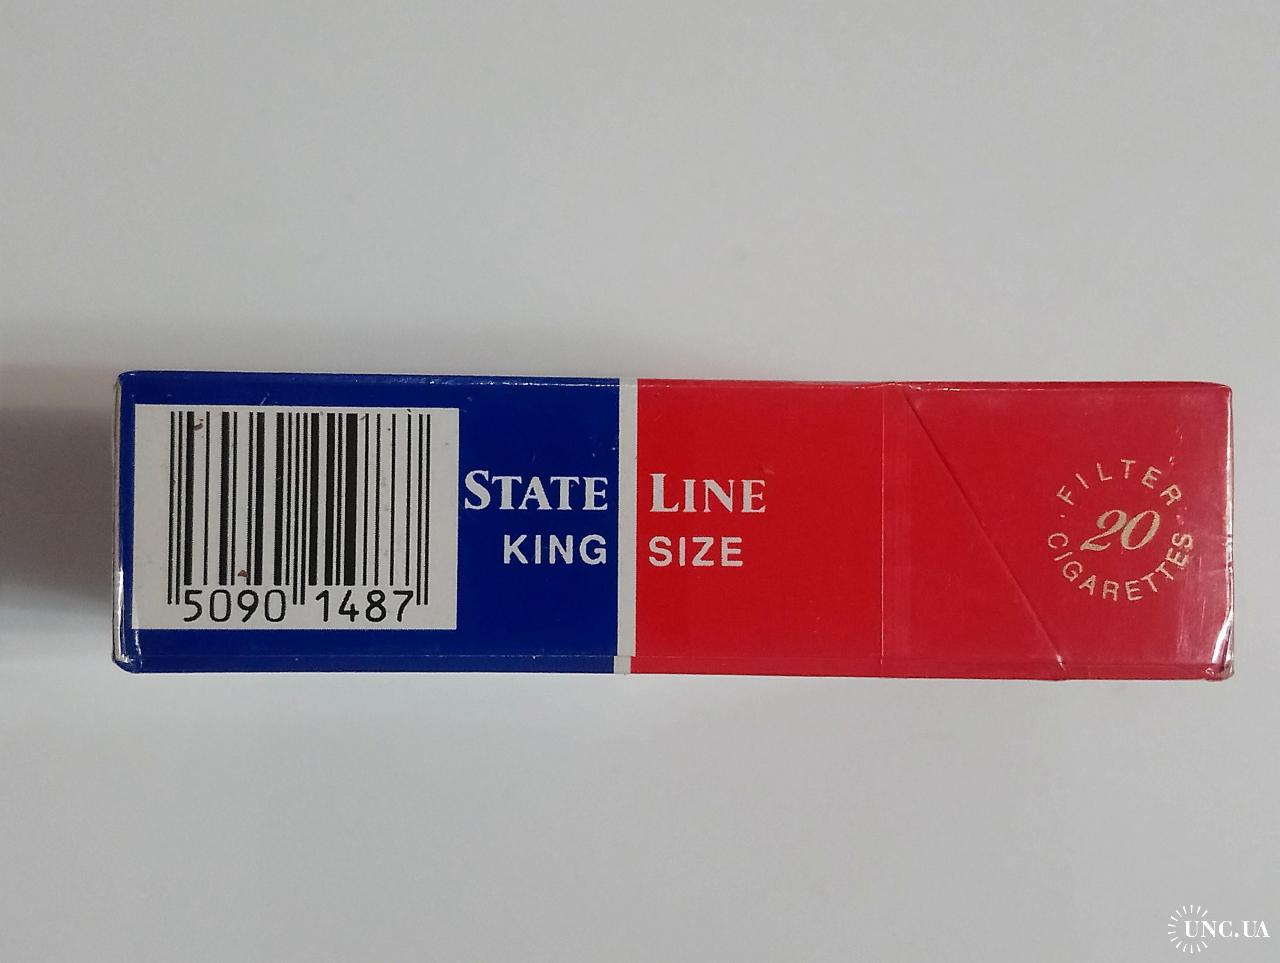 STATE LINE
KING SIZE
5090 1487
· FILTER ·
20
CIGARETTES
UNC.UA